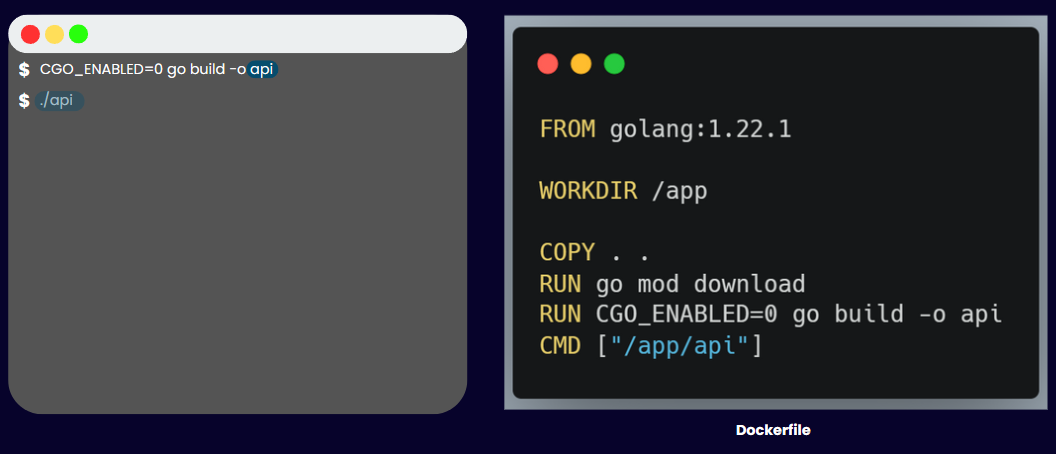 $ CGO_ENABLED=0 go build -o api
$ ./api
FROM golang:1.22.1
WORKDIR /app
COPY . .
RUN go mod download
RUN CGO_ENABLED=0 go build -o api
CMD ["/app/api"]
Dockerfile